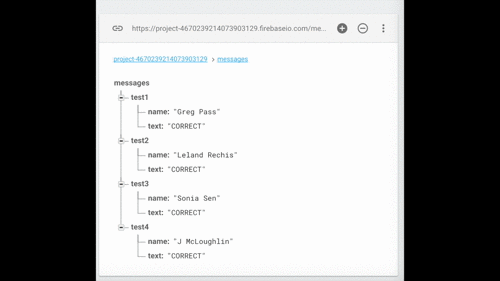 https://project-4670239214073903129.firebaseio.com/me...
project-4670239214073903129 > messages
messages
test1
name: "Greg Pass"
text: "CORRECT"
test2
name: "Leland Rechis"
text: "CORRECT"
test3
name: "Sonia Sen"
text: "CORRECT"
test4
name: "J McLoughlin"
text: "CORRECT"